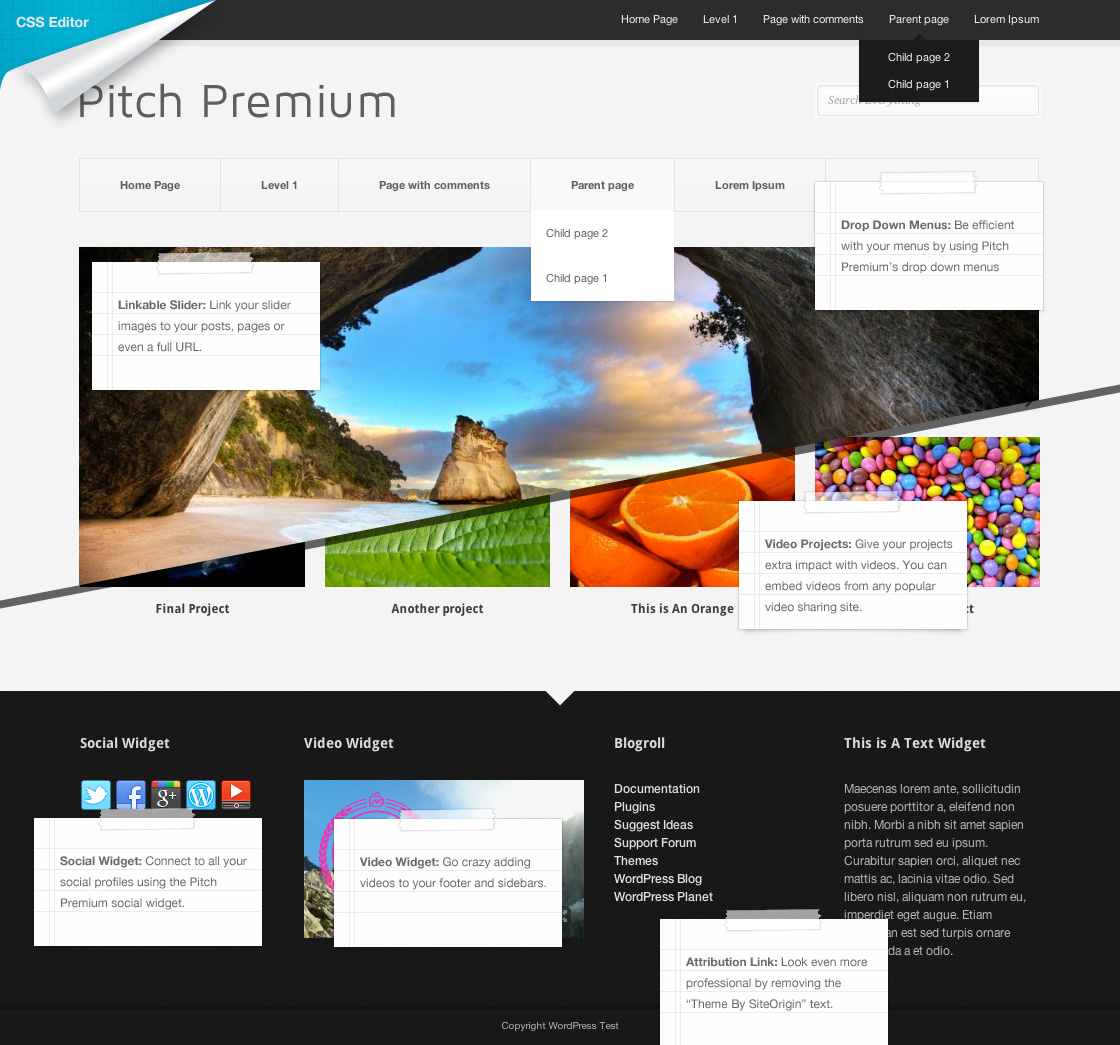 CSS Editor
Home Page Level 1 Page with comments Parent page Lorem Ipsum
Child page 2
Child page 1
Pitch Premium
Search Everything
Home Page Level 1 Page with comments Parent page Lorem Ipsum
Child page 2
Child page 1
Drop Down Menus: Be efficient
with your menus by using Pitch
Premium's drop down menus
Linkable Slider: Link your slider
images to your posts, pages or
even a full URL.
Video Projects: Give your projects
extra impact with videos. You can
embed videos from any popular
video sharing site.
Final Project
Another project
This is An Orange
Social Widget
Social Widget: Connect to all your
social profiles using the Pitch
Premium social widget.
Video Widget
Video Widget: Go crazy adding
videos to your footer and sidebars.
Blogroll
Documentation
Plugins
Suggest Ideas
Support Forum
Themes
WordPress Blog
WordPress Planet
This is A Text Widget
Maecenas lorem ante, sollicitudin
posuere porttitor a, eleifend non
nibh. Morbi a nibh sit amet sapien
porta rutrum sed eu ipsum.
Curabitur sapien orci, aliquet nec
mattis ac, lacinia vitae odio. Sed
libero nisl, aliquam non rutrum eu,
imperdiet eget augue. Etiam
est sed turpis ornare
a et odio.
Attribution Link: Look even more
professional by removing the
“Theme By SiteOrigin” text.
Copyright WordPress Test